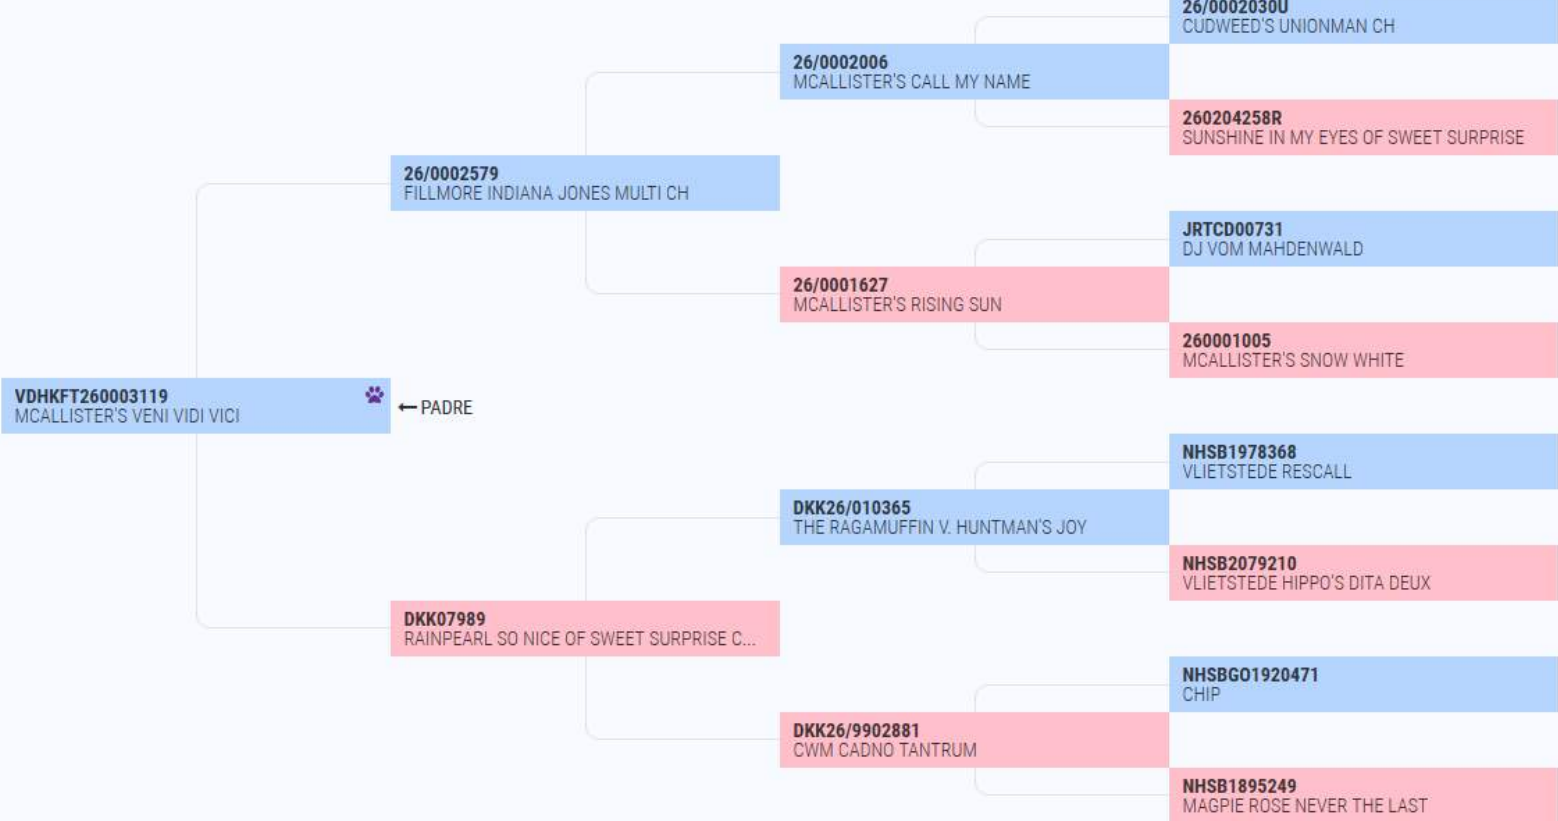 26/0002030U
CUDWEED'S UNIONMAN CH
26/0002006
MCALLISTER'S CALL MY NAME
260204258R
SUNSHINE IN MY EYES OF SWEET SURPRISE
26/0002579
FILLMORE INDIANA JONES MULTI CH
JRTCD00731
DJ VOM MAHDENWALD
26/0001627
MCALLISTER'S RISING SUN
260001005
MCALLISTER'S SNOW WHITE
VDHKFT260003119
MCALLISTER'S VENI VIDI VICI
← PADRE
NHSB1978368
VLIETSTEDE RESCALL
DKK26/010365
THE RAGAMUFFIN V. HUNTMAN'S JOY
NHSB2079210
VLIETSTEDE HIPPO'S DITA DEUX
DKK07989
RAINPEARL SO NICE OF SWEET SURPRISE C...
NHSBGO1920471
CHIP
DKK26/9902881
CWM CADNO TANTRUM
NHSB1895249
MAGPIE ROSE NEVER THE LAST